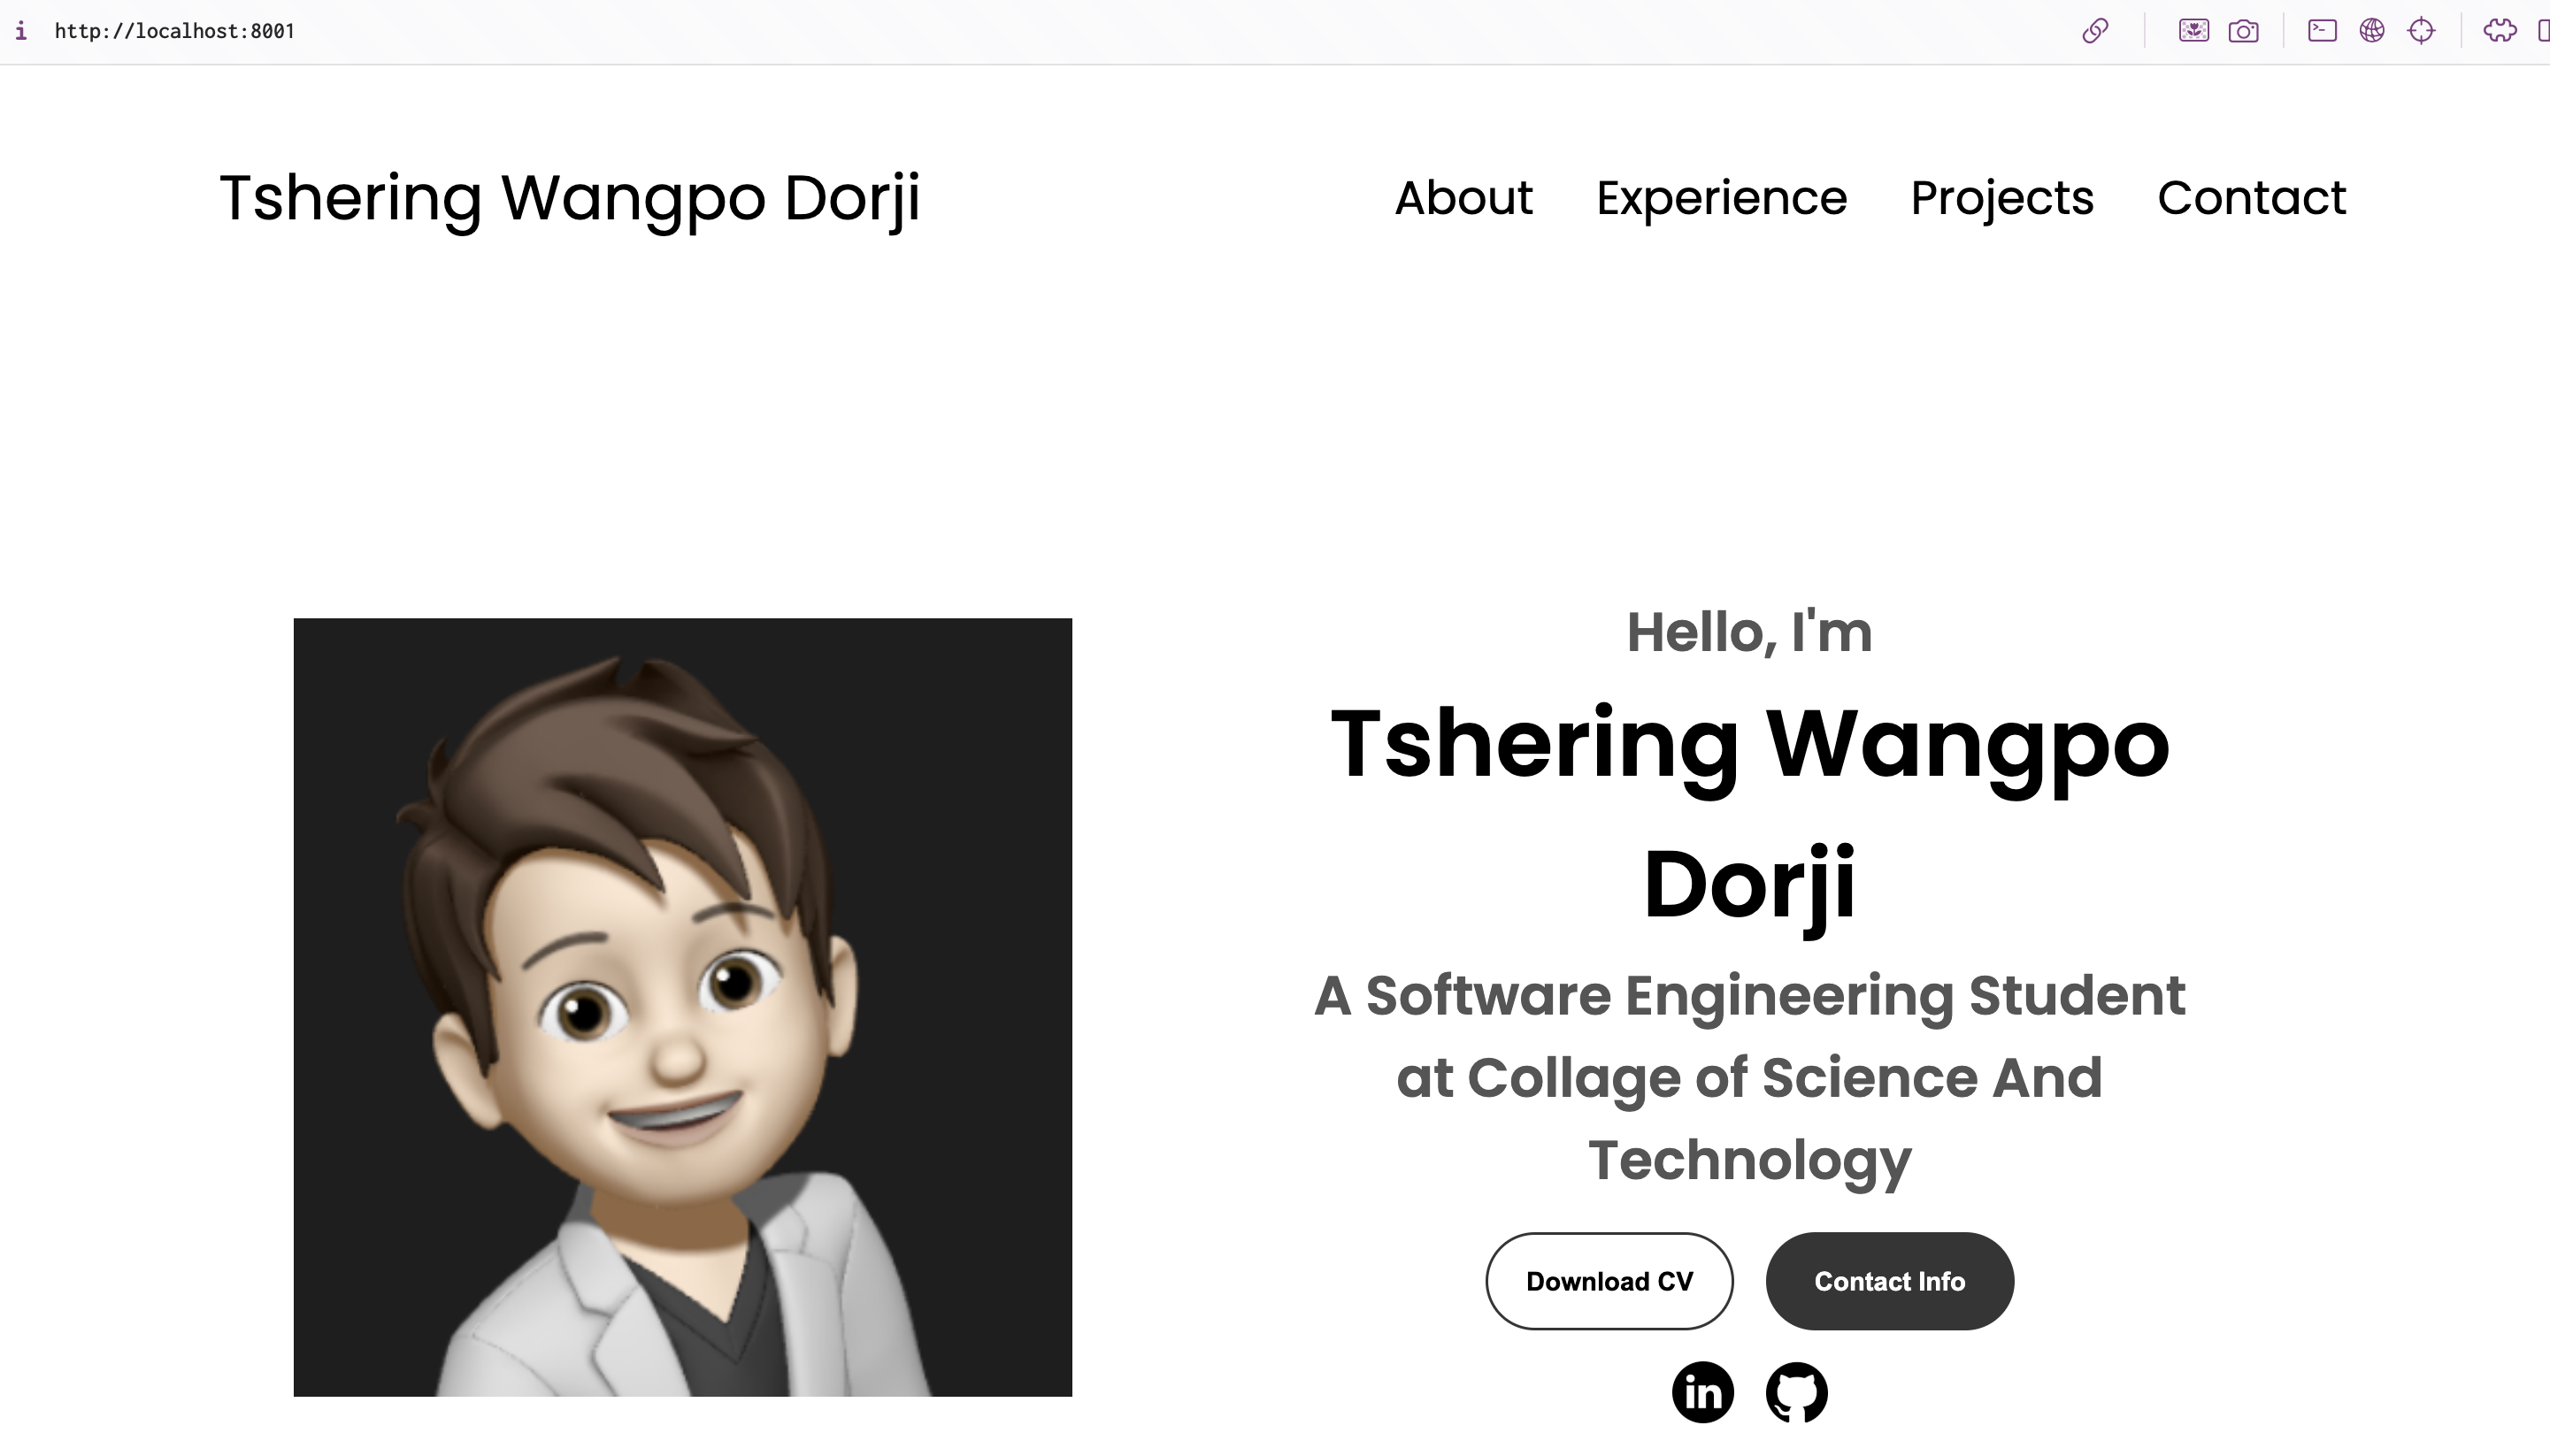 http://localhost:8001
Tshering Wangpo Dorji
About Experience Projects Contact
Hello, I'm
Tshering Wangpo
Dorji
A Software Engineering Student
at Collage of Science And
Technology
Download CV Contact Info
in